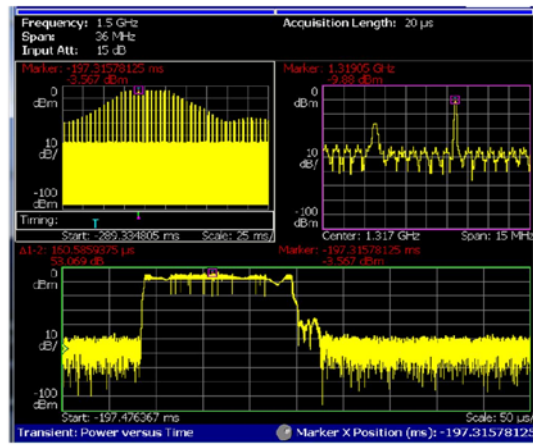 Frequency: 1.5 GHz
Span: 36 MHz
Input Att: 15 dB
Acquisition Length: 20 µs
Marker: -197.31578125 ms
-3.567 dBm
0
dBm
10
dB/
-100
dBm
Timing:
Start: -289.334805 ms Scale: 25 ms/
Marker: 1.31905 GHz
-9.88 dBm
0
dBm
10
dB/
-100
dBm
Center: 1.317 GHz Span: 15 MHz
Δ1-2: 160.5859375 µs
53.069 dB
Marker: -197.31578125 ms
-3.567 dBm
0
dBm
10
dB/
-100
dBm
Start: -197.476367 ms Scale: 50 µs/
Transient: Power versus Time
Marker X Position (ms): -197.31578125